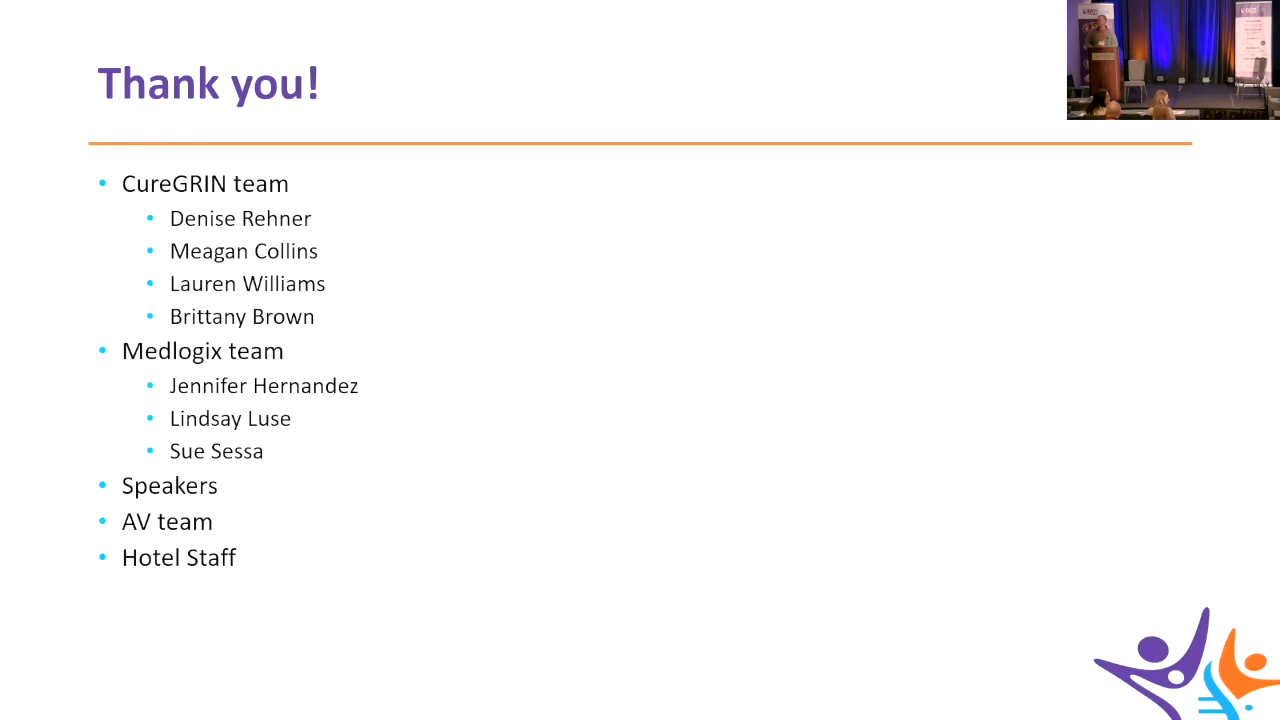 Thank you!
CureGRIN team
Denise Rehner
Meagan Collins
Lauren Williams
Brittany Brown
Medlogix team
Jennifer Hernandez
Lindsay Luse
Sue Sessa
Speakers
AV team
Hotel Staff